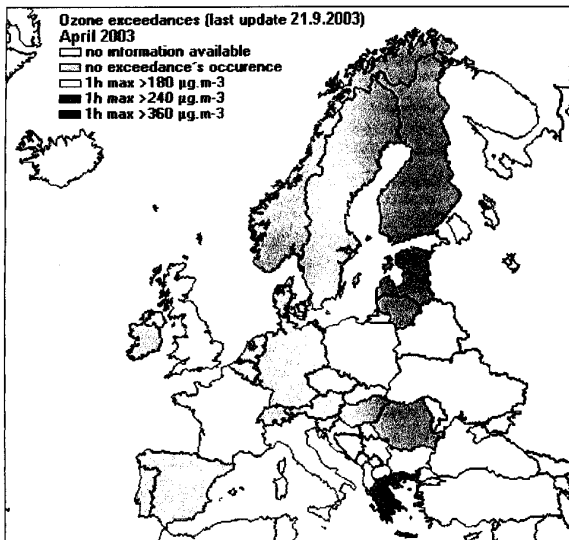 Ozone exceedances (last update 21.9.2003)
April 2003
no information available
no exceedance´s occurence
1h max >180 µg.m-3
1h max >240 µg.m-3
1h max >360 µg.m-3